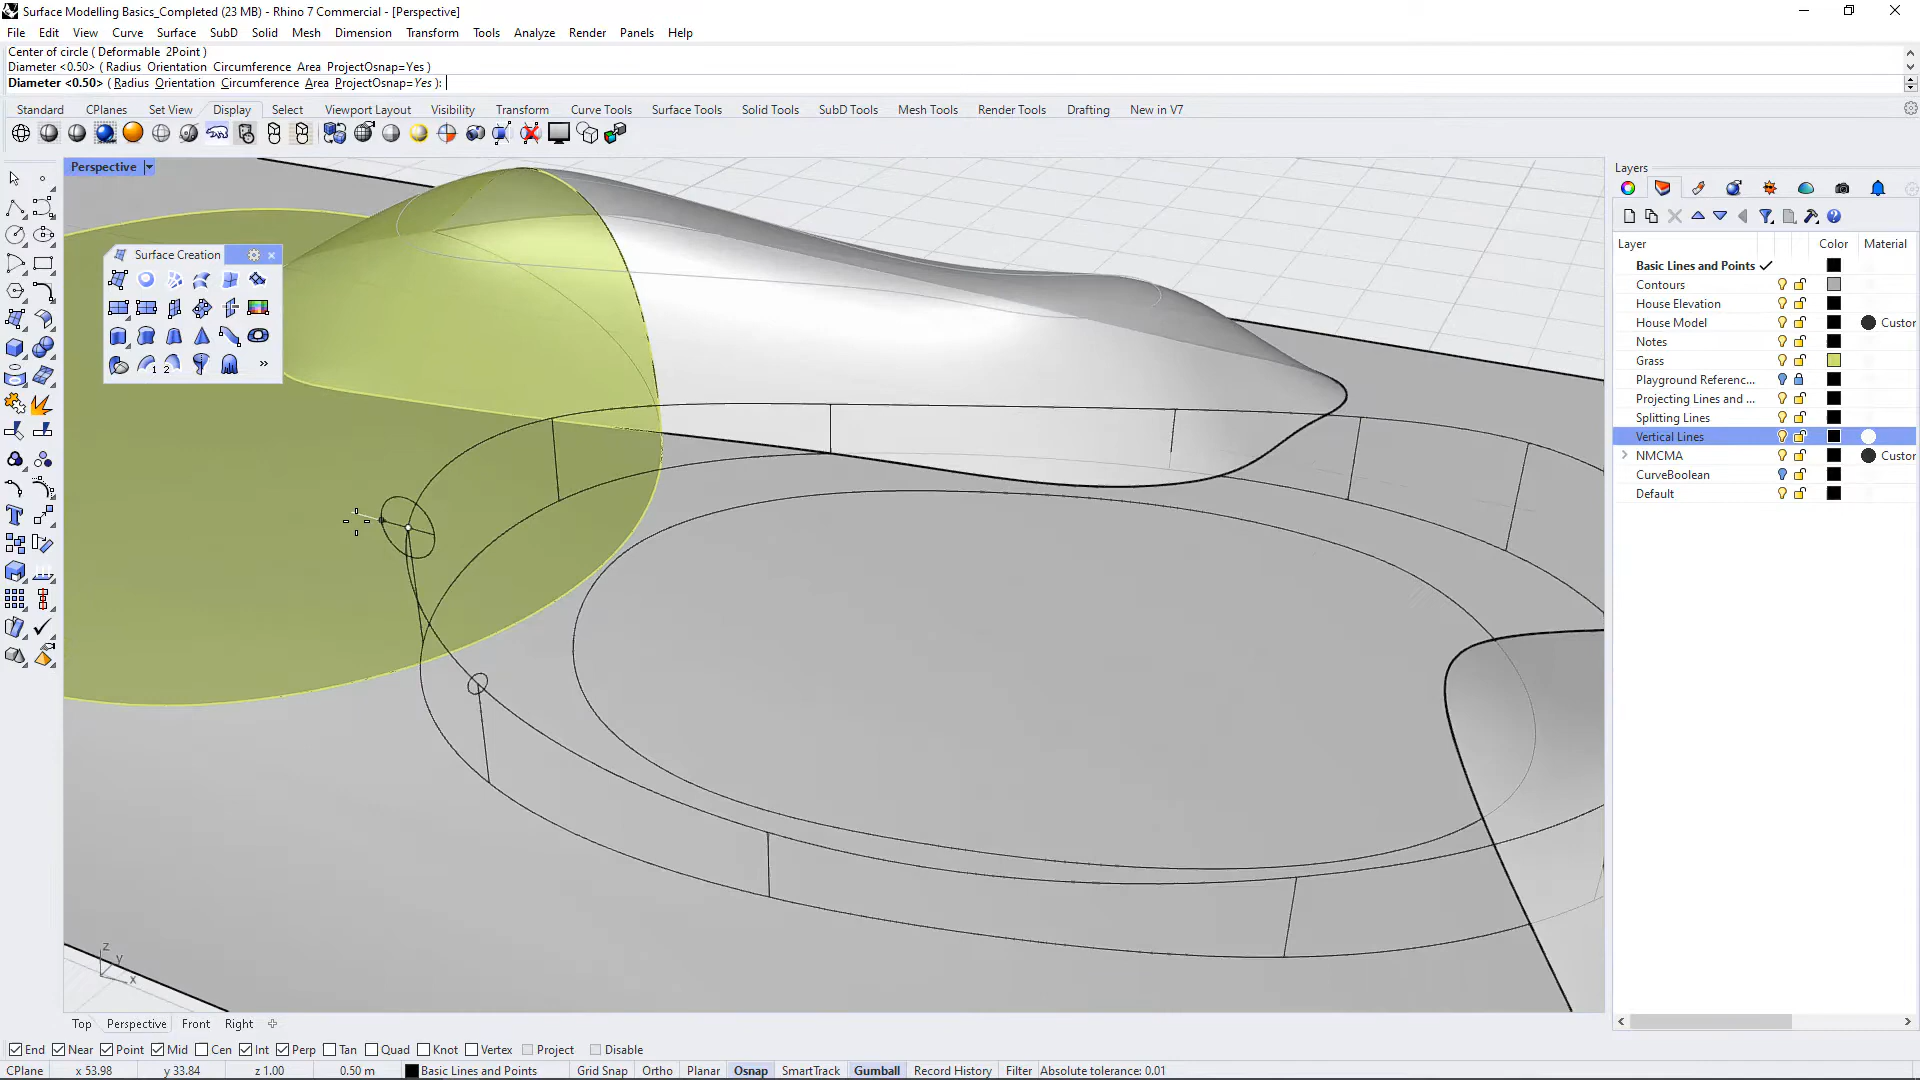 Surface Modelling Basics_Completed (23 MB) - Rhino 7 Commercial - [Perspective]
File Edit View Curve Surface SubD Solid Mesh Dimension Transform Tools Analyze Render Panels Help
Center of circle ( Deformable 2Point )
Diameter <0.50> ( Radius Orientation Circumference Area ProjectOsnap=Yes )
Diameter <0.50> ( Radius Orientation Circumference Area ProjectOsnap=Yes ):
Standard CPlanes Set View Display Select Viewport Layout Visibility Transform Curve Tools Surface Tools Solid Tools SubD Tools Mesh Tools Render Tools Drafting New in V7
Perspective
Layers
Surface Creation
1 2
Layer Color Material
Basic Lines and Points
Contours
House Elevation
House Model Custor
Notes
Grass
Playground Referenc...
Projecting Lines and ...
Splitting Lines
Vertical Lines
NMCMA Custor
CurveBoolean
Default
z
y
x
Top Perspective Front Right
End Near Point Mid Cen Int Perp Tan Quad Knot Vertex Project Disable
CPlane x 53.98 y 33.84 z 1.00 0.50 m Basic Lines and Points Grid Snap Ortho Planar Osnap SmartTrack Gumball Record History Filter Absolute tolerance: 0.01